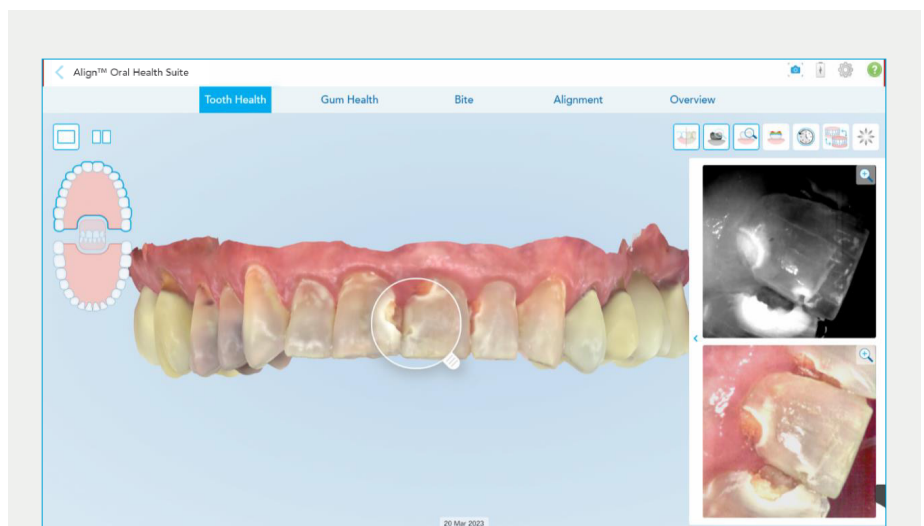 Align™ Oral Health Suite
?
Tooth Health Gum Health Bite Alignment Overview
20 Mar 2023